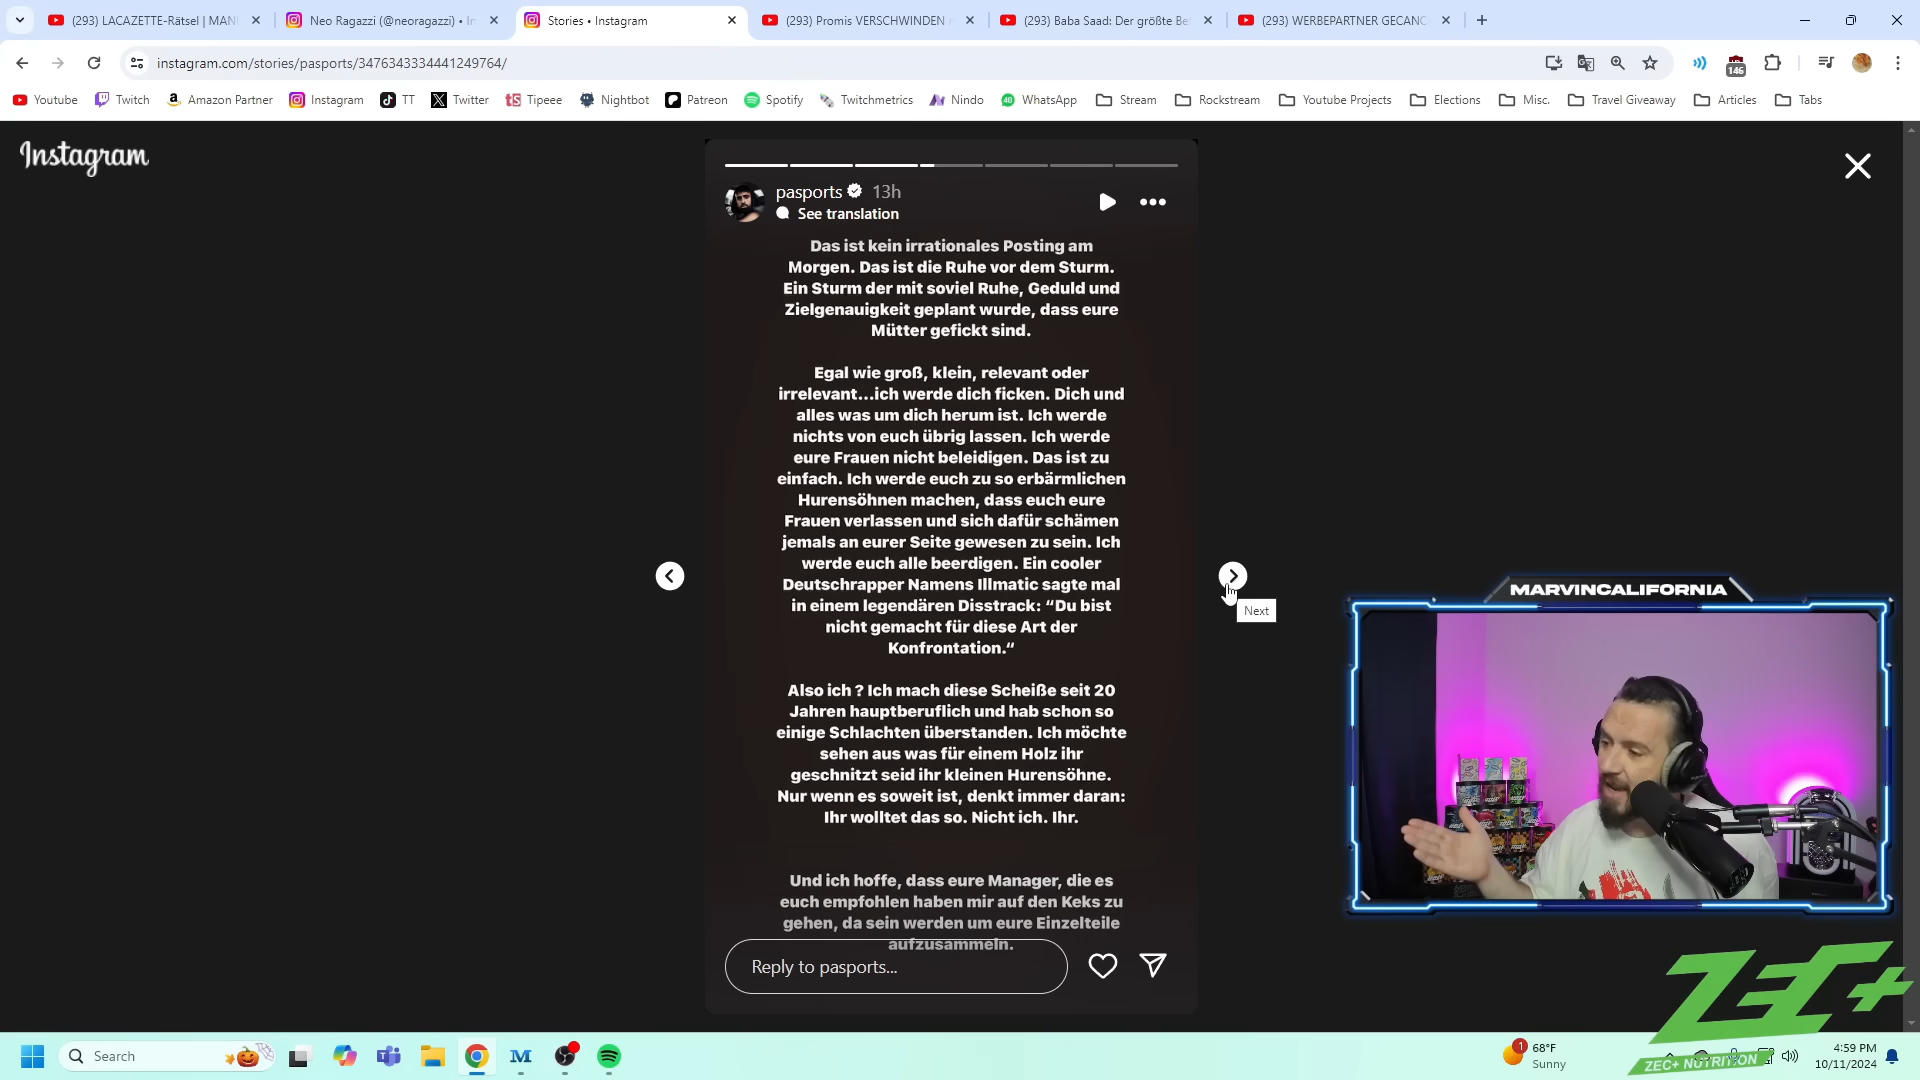 (293) LACAZETTE-Rätsel | MAN
Neo Ragazzi (@neoragazzi) • In
Stories • Instagram
(293) Promis VERSCHWINDEN
(293) Baba Saad: Der größte Be
(293) WERBEPARTNER GECANC
instagram.com/stories/pasports/3476343334441249764/
146
Youtube
Twitch
Amazon Partner
Instagram
TT
Twitter
Tipeee
Nightbot
Patreon
Spotify
Twitchmetrics
Nindo
WhatsApp
Stream
Rockstream
Youtube Projects
Elections
Misc.
Travel Giveaway
Articles
Tabs
Instagram
pasports 13h
See translation
Das ist kein irrationales Posting am
Morgen. Das ist die Ruhe vor dem Sturm.
Ein Sturm der mit soviel Ruhe, Geduld und
Zielgenauigkeit geplant wurde, dass eure
Mütter gefickt sind.
Egal wie groß, klein, relevant oder
irrelevant...ich werde dich ficken. Dich und
alles was um dich herum ist. Ich werde
nichts von euch übrig lassen. Ich werde
eure Frauen nicht beleidigen. Das ist zu
einfach. Ich werde euch zu so erbärmlichen
Hurensöhnen machen, dass euch eure
Frauen verlassen und sich dafür schämen
jemals an eurer Seite gewesen zu sein. Ich
werde euch alle beerdigen. Ein cooler
Deutschrapper Namens Illmatic sagte mal
in einem legendären Disstrack: “Du bist
nicht gemacht für diese Art der
Konfrontation.“
Also ich ? Ich mach diese Scheiße seit 20
Jahren hauptberuflich und hab schon so
einige Schlachten überstanden. Ich möchte
sehen aus was für einem Holz ihr
geschnitzt seid ihr kleinen Hurensöhne.
Nur wenn es soweit ist, denkt immer daran:
Ihr wolltet das so. Nicht ich. Ihr.
Und ich hoffe, dass eure Manager, die es
euch empfohlen haben mir auf den Keks zu
gehen, da sein werden um eure Einzelteile
aufzusammeln.
Reply to pasports...
Next
MARVINCALIFORNIA
ZEC+
ZEC+ NUTRITION
Search
1
68°F
Sunny
4:59 PM
10/11/2024